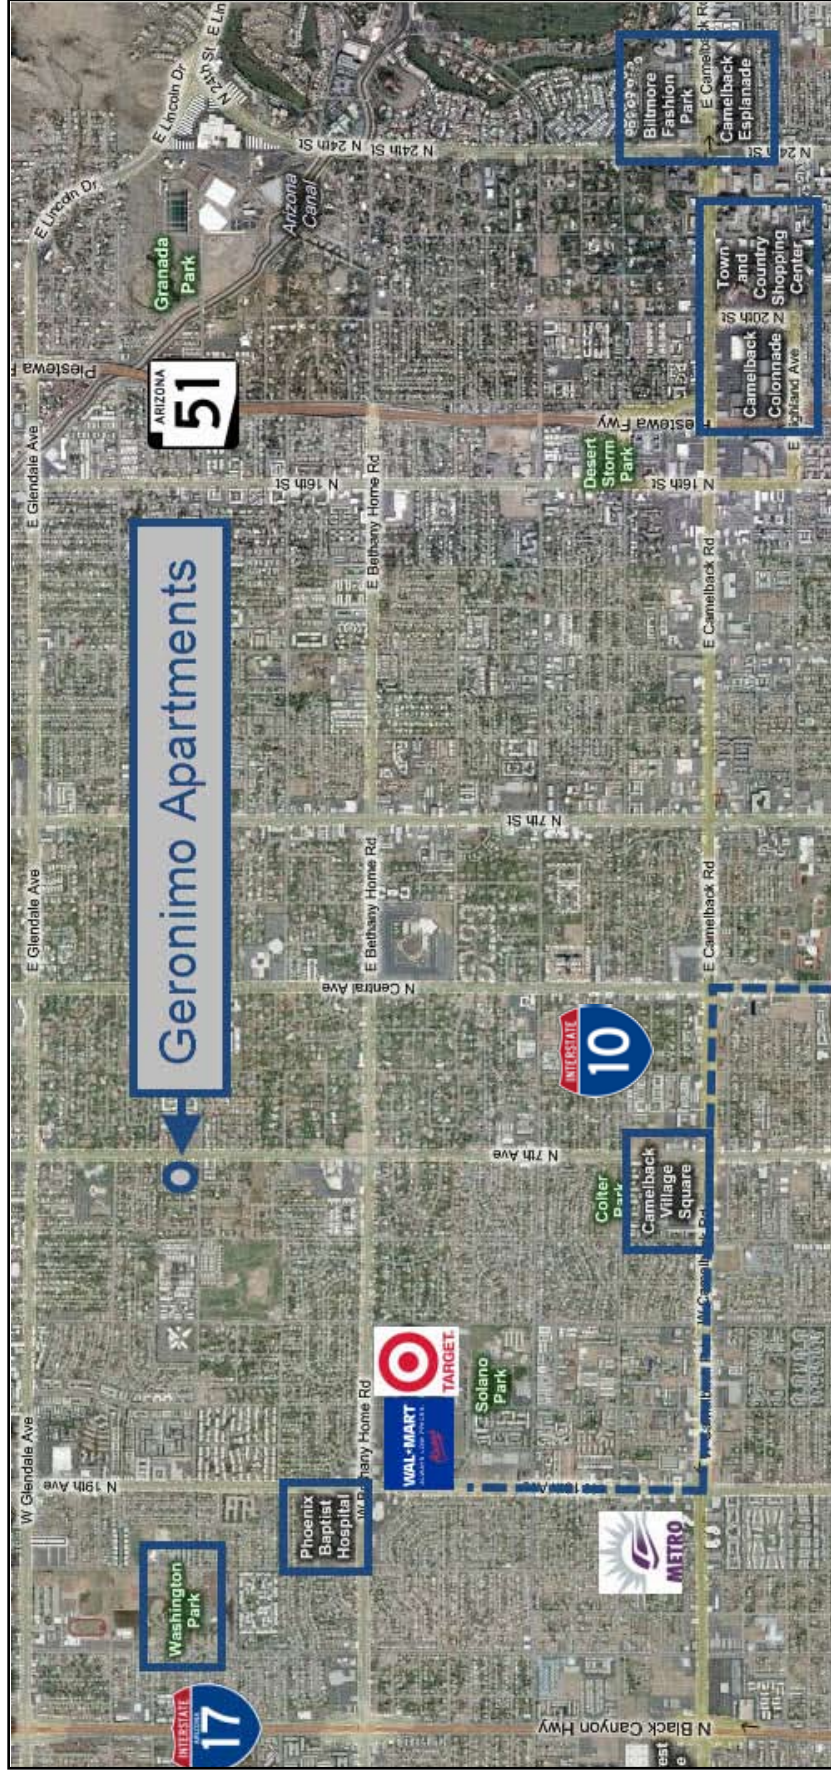 W Glendale Ave
E Glendale Ave
E Glendale Ave
E Lincoln Dr
E Lincoln Dr
N 24th St
E Lin
N 19th Ave
Washington
Park
INTERSTATE
ARIZONA
17
Geronimo Apartments
ARIZONA
51
Granada
Park
Arizona
Canal
N 16th St
N 24th St
N 24th St
Phoenix
Baptist
Hospital
Bethany Home Rd
E Bethany Home Rd
E Bethany Home Rd
N Central Ave
WAL*MART
ALWAYS LOW PRICES.
Always
TARGET.
Solano
Park
N 7th Ave
N 7th St
INTERSTATE
10
Colter
Park
Camelback
Village
Square
METRO
Desert
Storm
Park
Fwy
N 16th St
Biltmore
Fashion
Park
E Camelback Rd
Camelback
Esplanade
E Camelback Rd
E Camelback Rd
N Black Canyon Hwy
Camelback
Colonnade
Town
and
Country
Shopping
Center
N 20th St
N 24th